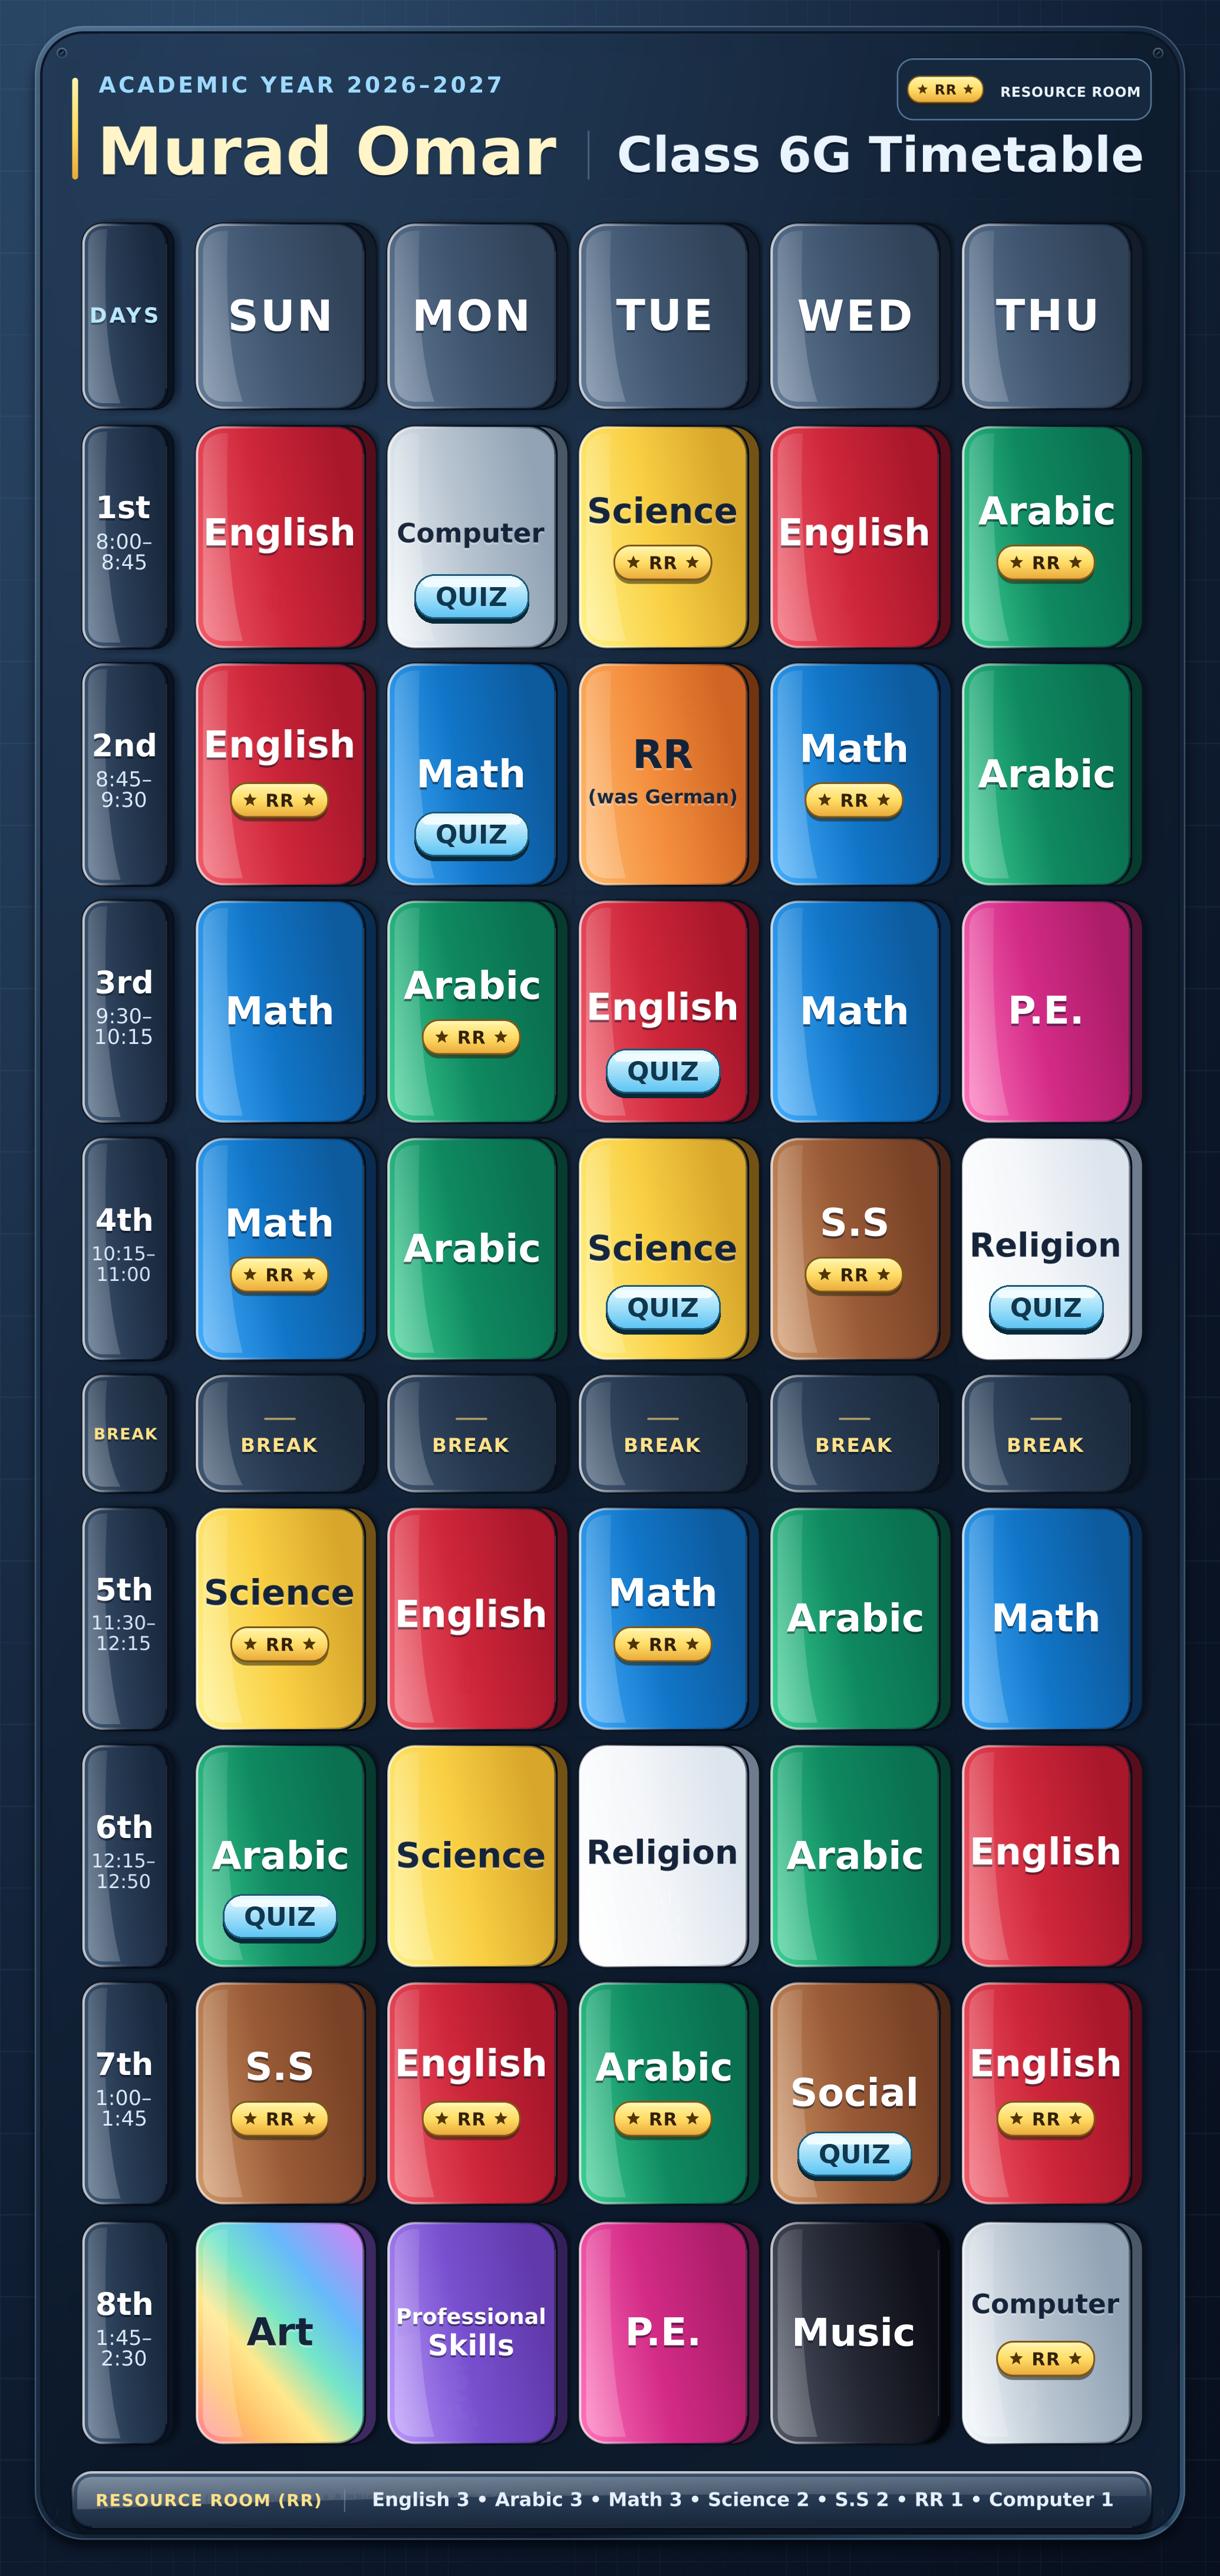 ACADEMIC YEAR 2026–2027
★ RR ★ RESOURCE ROOM
Murad Omar | Class 6G Timetable
DAYS SUN MON TUE WED THU
1st
8:00–
8:45
English
Computer
QUIZ
Science
★ RR ★
English
Arabic
★ RR ★
2nd
8:45–
9:30
English
★ RR ★
Math
QUIZ
RR
(was German)
Math
★ RR ★
Arabic
3rd
9:30–
10:15
Math
Arabic
★ RR ★
English
QUIZ
Math
P.E.
4th
10:15–
11:00
Math
★ RR ★
Arabic
Science
QUIZ
S.S
★ RR ★
Religion
QUIZ
BREAK BREAK BREAK BREAK BREAK BREAK
5th
11:30–
12:15
Science
★ RR ★
English
Math
★ RR ★
Arabic
Math
6th
12:15–
12:50
Arabic
QUIZ
Science
Religion
Arabic
English
7th
1:00–
1:45
S.S
★ RR ★
English
★ RR ★
Arabic
★ RR ★
Social
QUIZ
English
★ RR ★
8th
1:45–
2:30
Art
Professional
Skills
P.E.
Music
Computer
★ RR ★
RESOURCE ROOM (RR) | English 3 • Arabic 3 • Math 3 • Science 2 • S.S 2 • RR 1 • Computer 1